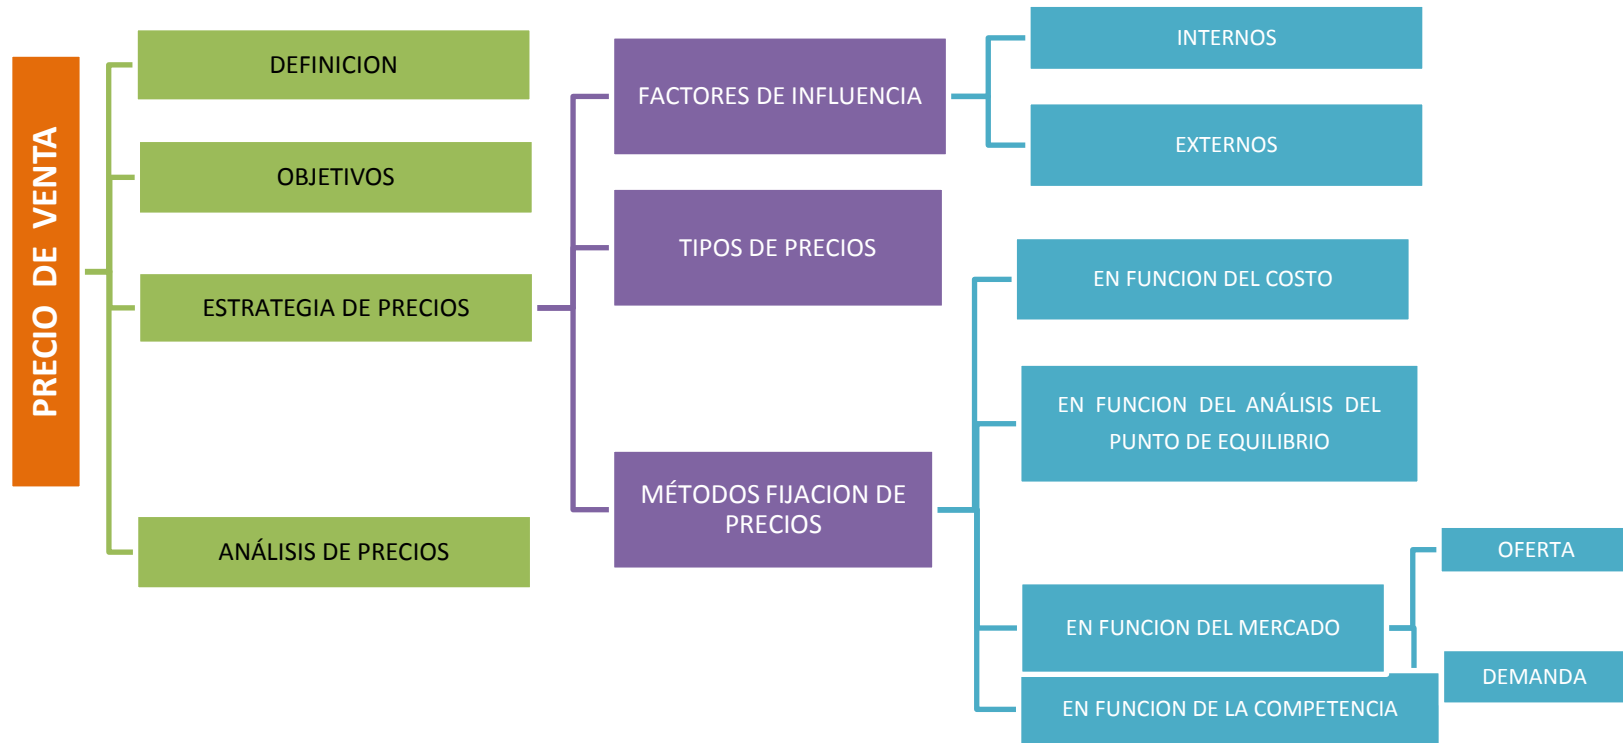 PRECIO DE VENTA
DEFINICION
OBJETIVOS
ESTRATEGIA DE PRECIOS
ANÁLISIS DE PRECIOS
FACTORES DE INFLUENCIA
TIPOS DE PRECIOS
MÉTODOS FIJACION DE
PRECIOS
INTERNOS
EXTERNOS
EN FUNCION DEL COSTO
EN FUNCION DEL ANÁLISIS DEL
PUNTO DE EQUILIBRIO
EN FUNCION DEL MERCADO
EN FUNCION DE LA COMPETENCIA
OFERTA
DEMANDA